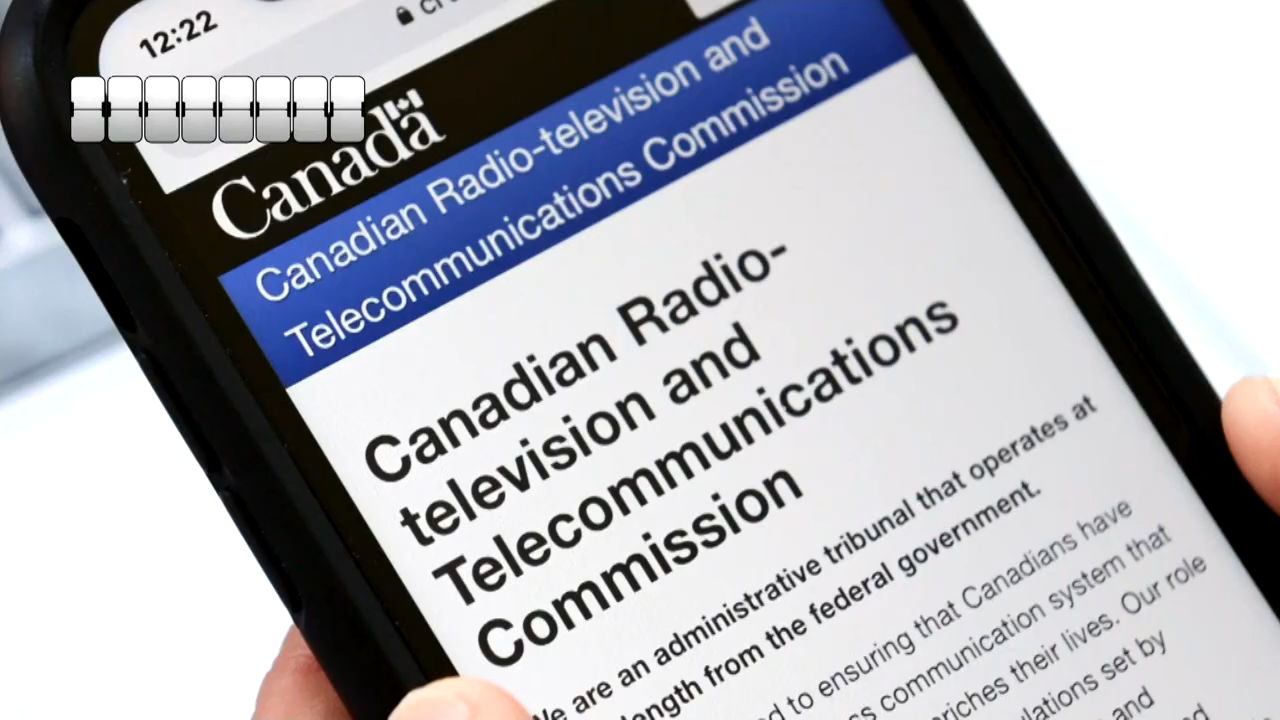 12:22
Canada
Canadian Radio-television and
Telecommunications Commission
Canadian Radio-
television and
Telecommunications
Commission
We are an administrative tribunal that operates at
length from the federal government.
to ensuring that Canadians have
communication system that
enriches their lives. Our role
set by
and